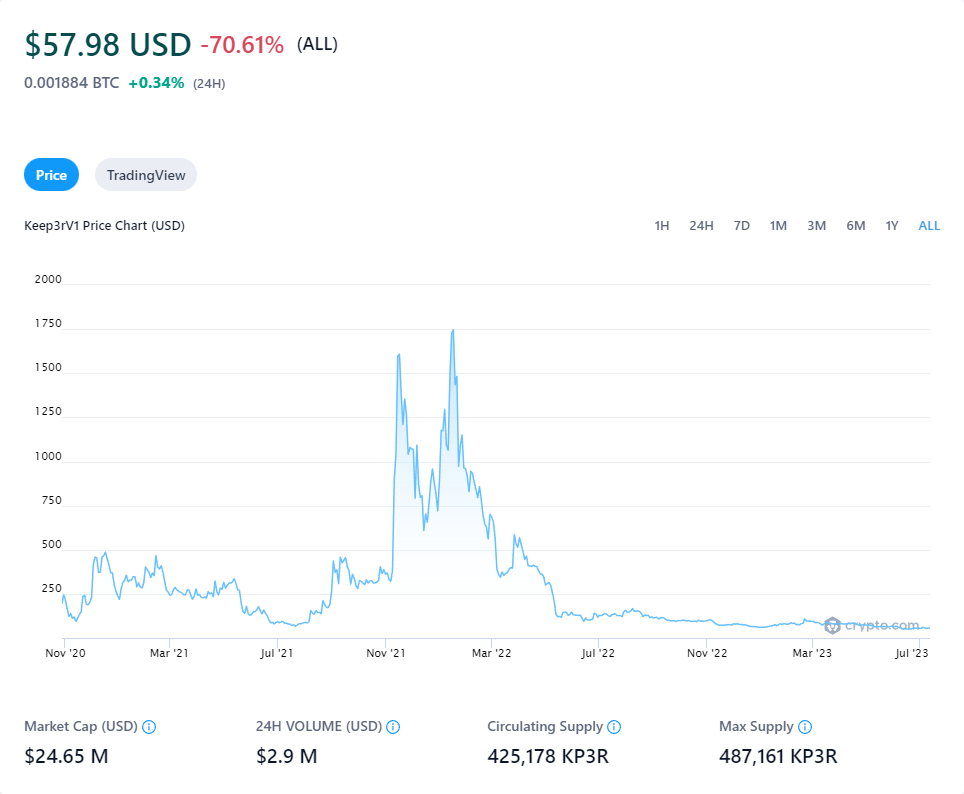 $57.98 USD -70.61% (ALL)
0.001884 BTC +0.34% (24H)
Price TradingView
Keep3rV1 Price Chart (USD) 1H 24H 7D 1M 3M 6M 1Y ALL
2000
1750
1500
1250
1000
750
500
250
crypto.com
Nov '20 Mar '21 Jul '21 Nov '21 Mar '22 Jul '22 Nov '22 Mar '23 Jul '23
Market Cap (USD) 24H VOLUME (USD) Circulating Supply Max Supply
$24.65 M $2.9 M 425,178 KP3R 487,161 KP3R